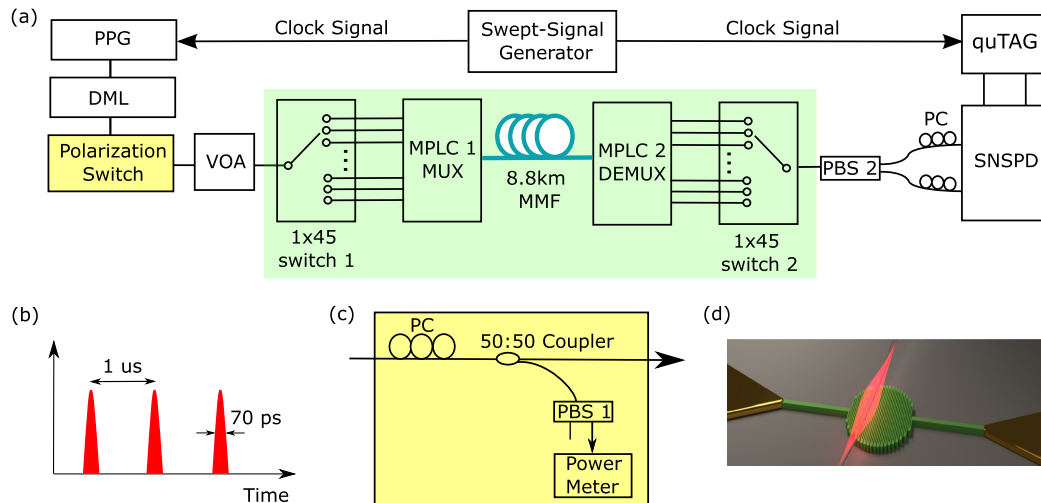 (a)
PPG
Clock Signal
Swept-Signal
Generator
Clock Signal
quTAG
DML
Polarization
Switch
VOA
1x45
switch 1
MPLC 1
MUX
8.8km
MMF
MPLC 2
DEMUX
1x45
switch 2
PBS 2
PC
SNSPD
(b)
1 us
70 ps
Time
(c)
PC
50:50 Coupler
PBS 1
Power
Meter
(d)